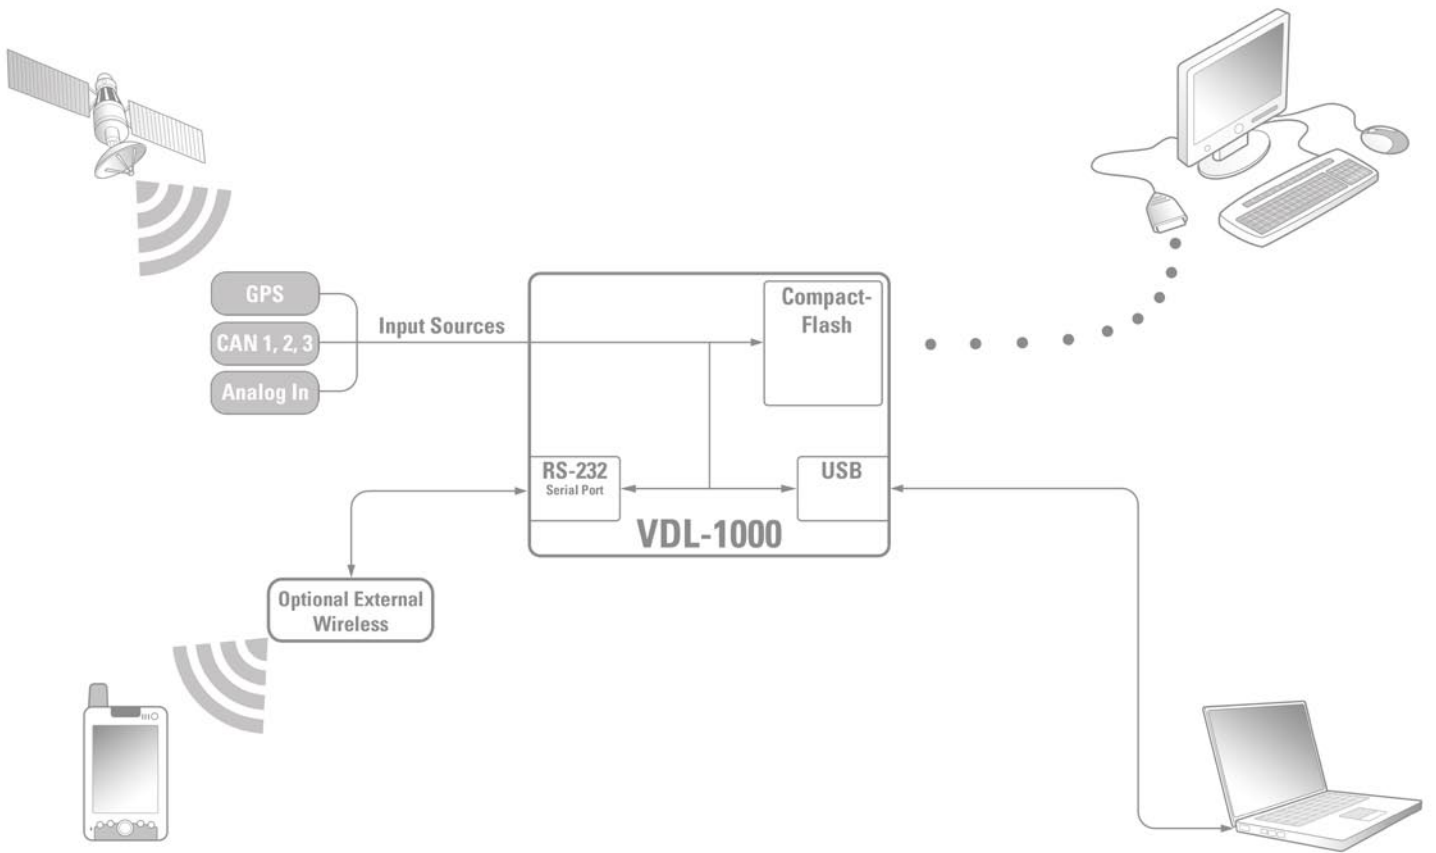 GPS
CAN 1, 2, 3
Analog In
Input Sources
Compact-
Flash
RS-232
Serial Port
USB
VDL-1000
Optional External
Wireless